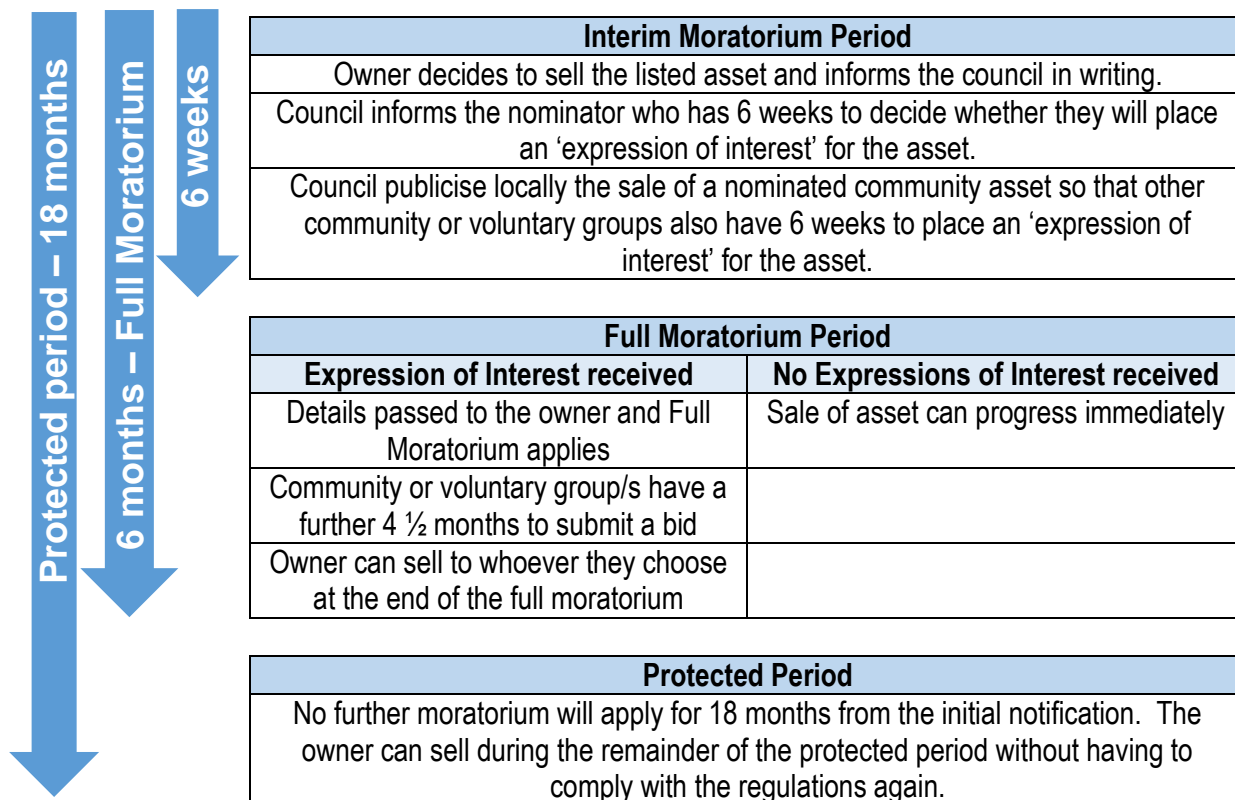 Protected period – 18 months
6 months – Full Moratorium
6 weeks
Interim Moratorium Period
Owner decides to sell the listed asset and informs the council in writing.
Council informs the nominator who has 6 weeks to decide whether they will place
an ‘expression of interest’ for the asset.
Council publicise locally the sale of a nominated community asset so that other
community or voluntary groups also have 6 weeks to place an ‘expression of
interest’ for the asset.
Full Moratorium Period
Expression of Interest received
No Expressions of Interest received
Details passed to the owner and Full
Moratorium applies
Sale of asset can progress immediately
Community or voluntary group/s have a
further 4 ½ months to submit a bid
Owner can sell to whoever they choose
at the end of the full moratorium
Protected Period
No further moratorium will apply for 18 months from the initial notification. The
owner can sell during the remainder of the protected period without having to
comply with the regulations again.